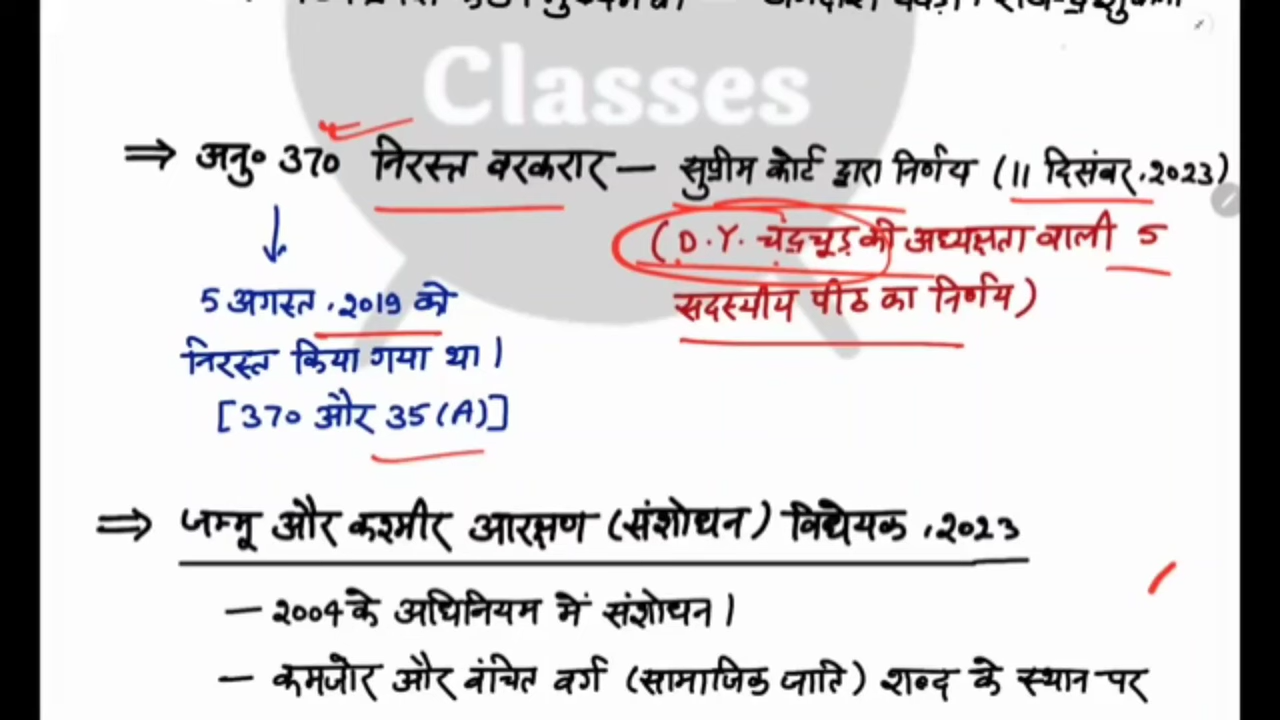 Classes
⇒ अनु० 370 निरस्त बरकरार — सुप्रीम कोर्ट द्वारा निर्णय (11 दिसंबर, 2023)
(D.Y. चंद्रचूड़ की अध्यक्षता वाली 5
सदस्यीय पीठ का निर्णय)
5 अगस्त, 2019 को
निरस्त किया गया था।
[370 और 35(A)]
⇒ जम्मू और कश्मीर आरक्षण (संशोधन) विधेयक, 2023
— 2004 के अधिनियम में संशोधन।
— कमजोर और वंचित वर्ग (सामाजिक जाति) शब्द के स्थान पर